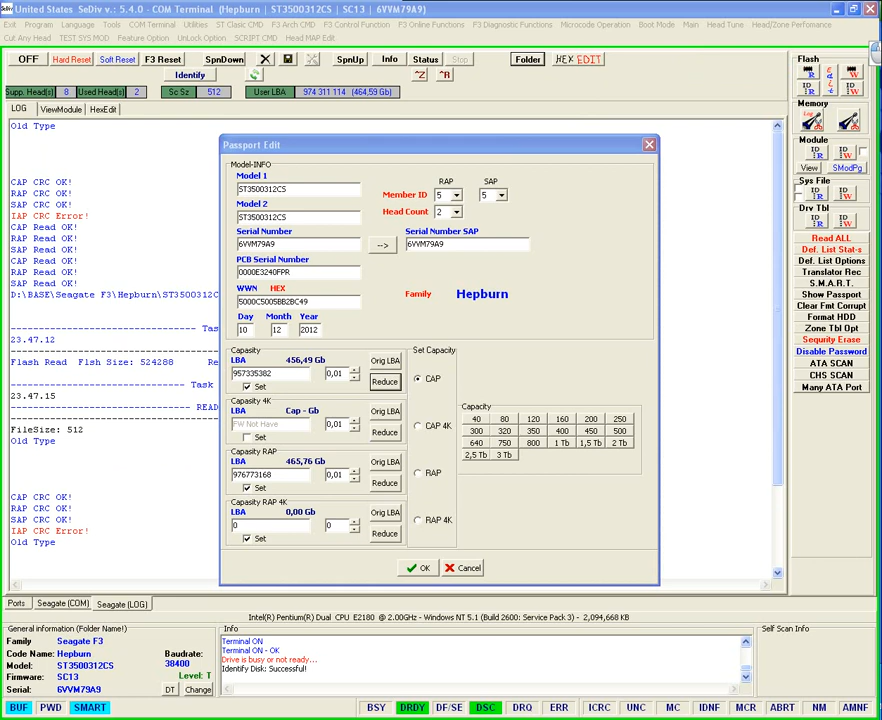 United States SeDiv v.: 5.4.0 - COM Terminal (Hepburn | ST3500312CS | SC13 | 6VVM79A9)
Exit Program Language Tools COM Terminal Utilities ST Classic CMD F3 Arch CMD F3 Control Function F3 Online Functions F3 Diagnostic Functions Microcode Operation Boot Mode Main Head Tune Head/Zone Perfomance
Cut Any Head TEST SYS MOD Feature Option UnLock Option SCRIPT CMD Head MAP Edit
OFF Hard Reset Soft Reset F3 Reset SpnDown SpnUp Info Status Stop Folder HEX EDIT
Identify ^Z ^R
Supp. Head(s) 8 Used Head(s) 2 Sc Sz 512 User LBA 974 311 114 (464,59 Gb)
LOG ViewModule HexEdit
Old Type
CAP CRC OK!
RAP CRC OK!
SAP CRC OK!
IAP CRC Error!
CAP Read OK!
RAP Read OK!
SAP Read OK!
CAP Read OK!
RAP Read OK!
SAP Read OK!
D:\BASE\Seagate F3\Hepburn\ST3500312C
Tas
23.47.12
Flash Read Flsh Size: 524288 Re
Task
23.47.15
READ
FileSize: 512
Old Type
CAP CRC OK!
RAP CRC OK!
SAP CRC OK!
IAP CRC Error!
Old Type
Passport Edit
Model-INFO
Model 1
ST3500312CS
Model 2
ST3500312CS
RAP SAP
Member ID 5 5
Head Count 2
Serial Number
6VVM79A9
-->
Serial Number SAP
6VVM79A9
PCB Serial Number
0000E3240FPR
WWN HEX
5000C5005BB2BC49
Family Hepburn
Day Month Year
10 12 2012
Capacity
LBA 456,49 Gb Orig LBA
957335382 0,01 Reduce
Set
Capacity 4K
LBA Cap - Gb Orig LBA
FW Not Have 0,01 Reduce
Set
Capacity RAP
LBA 465,76 Gb Orig LBA
976773168 0,01 Reduce
Set
Capacity RAP 4K
LBA 0,00 Gb Orig LBA
0 0 Reduce
Set
Set Capacity
CAP
CAP 4K
RAP
RAP 4K
Capacity
40 80 120 160 200 250
300 320 350 400 450 500
640 750 800 1 Tb 1,5 Tb 2 Tb
2,5 Tb 3 Tb
OK Cancel
Flash
R W
ID R ID W
Memory
Log
Module
ID R ID W
View SModPg
Sys File
ID R ID W
Drv Tbl
ID R ID W
Read ALL
Def. List Stat-s
Def. List Options
Translator Rec
S.M.A.R.T.
Show Passport
Clear Fmt Corrupt
Format HDD
Zone Tbl Opt
Sequrity Erase
Disable Password
ATA SCAN
CHS SCAN
Many ATA Port
Ports Seagate (COM) Seagate (LOG)
Intel(R) Pentium(R) Dual CPU E2180 @ 2.00GHz - Windows NT 5.1 (Build 2600: Service Pack 3) - 2,094,668 KB
General information (Folder Name!)
Family Seagate F3
Code Name: Hepburn
Model: ST3500312CS
Firmware: SC13
Serial: 6VVM79A9
Baudrate:
38400
Level: T
DT Change
Info
Terminal ON
Terminal ON - OK
Drive is busy or not ready...
Identify Disk: Successful!
Self Scan Info
BUF PWD SMART BSY DRDY DF/SE DSC DRQ ERR ICRC UNC MC IDNF MCR ABRT NM AMNF